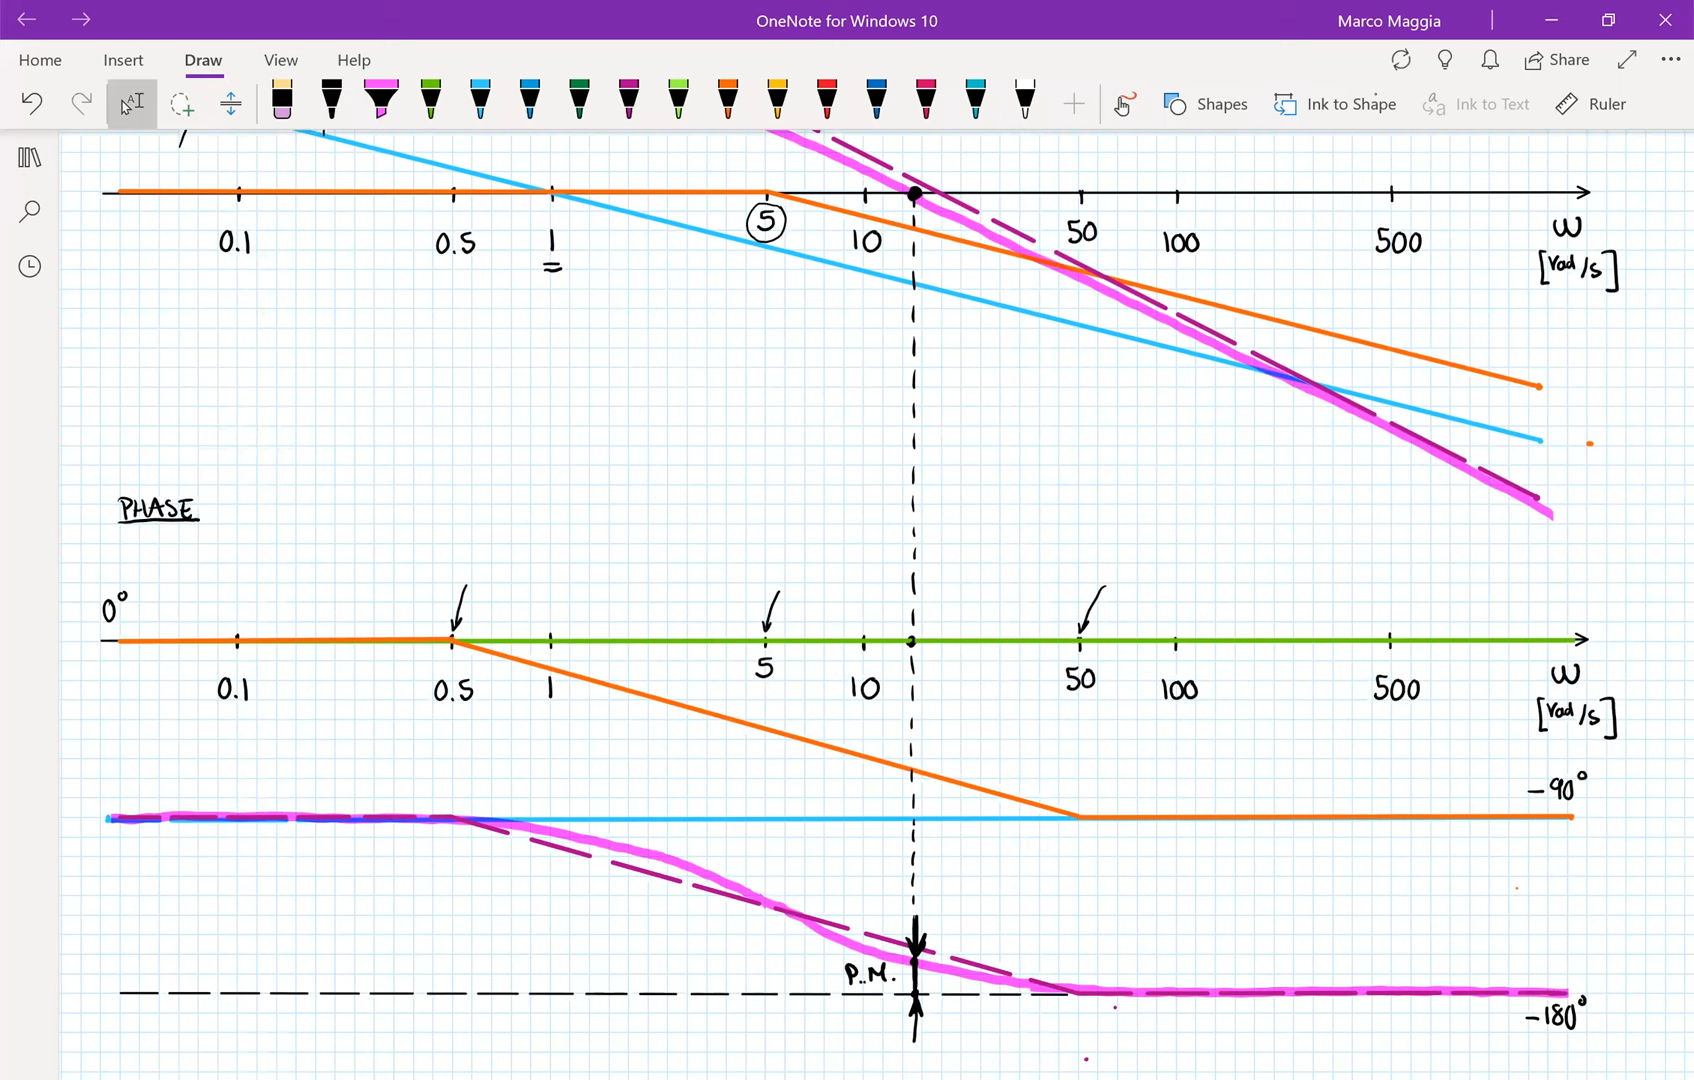 OneNote for Windows 10
Marco Maggia
Home Insert Draw View Help
Share
Shapes
Ink to Shape
Ink to Text
Ruler
0.1 0.5 1 5 10 50 100 500 ω
[rad/s]
PHASE
0°
0.1 0.5 1 5 10 50 100 500 ω
[rad/s]
-90°
P.M.
-180°